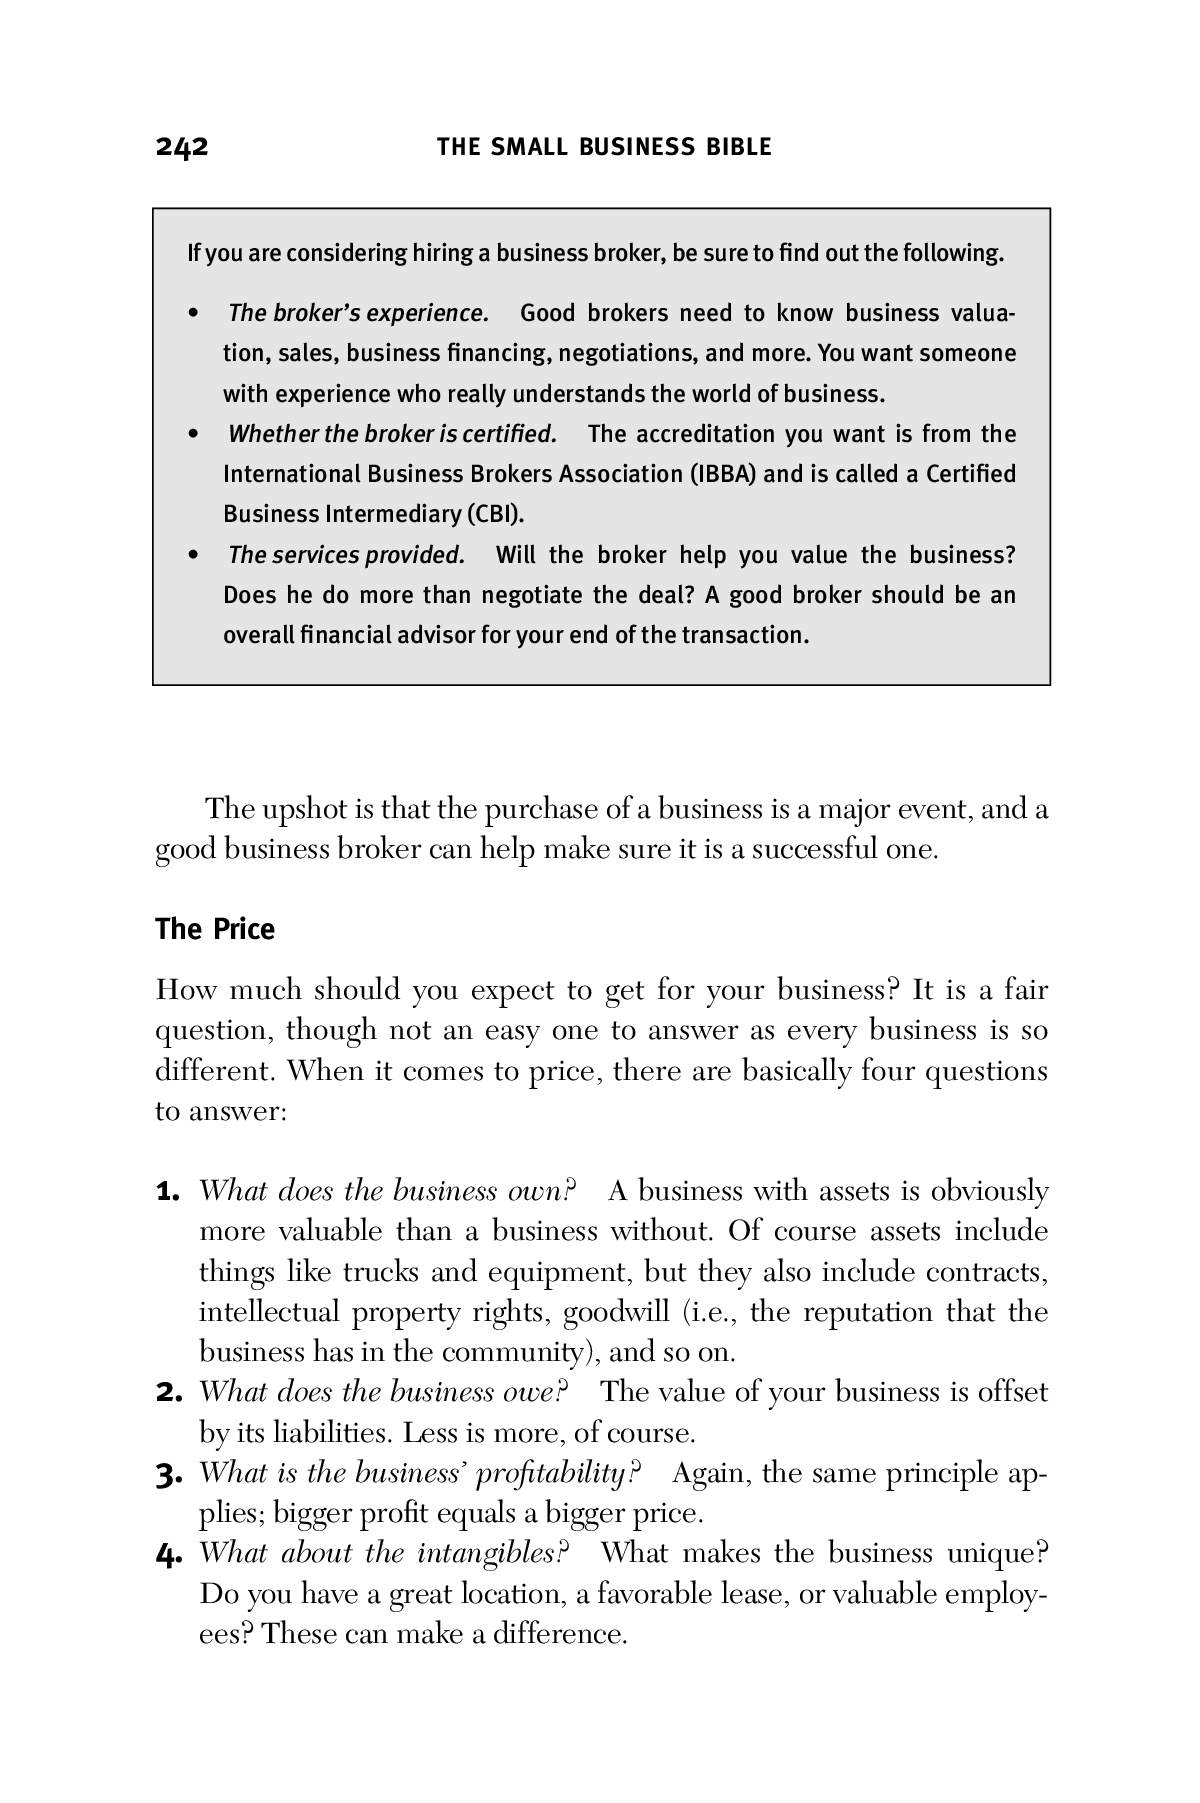 242 THE SMALL BUSINESS BIBLE
If you are considering hiring a business broker, be sure to find out the following.
• The broker’s experience. Good brokers need to know business valua-
tion, sales, business financing, negotiations, and more. You want someone
with experience who really understands the world of business.
• Whether the broker is certified. The accreditation you want is from the
International Business Brokers Association (IBBA) and is called a Certified
Business Intermediary (CBI).
• The services provided. Will the broker help you value the business?
Does he do more than negotiate the deal? A good broker should be an
overall financial advisor for your end of the transaction.
The upshot is that the purchase of a business is a major event, and a
good business broker can help make sure it is a successful one.
The Price
How much should you expect to get for your business? It is a fair
question, though not an easy one to answer as every business is so
different. When it comes to price, there are basically four questions
to answer:
1. What does the business own? A business with assets is obviously
more valuable than a business without. Of course assets include
things like trucks and equipment, but they also include contracts,
intellectual property rights, goodwill (i.e., the reputation that the
business has in the community), and so on.
2. What does the business owe? The value of your business is offset
by its liabilities. Less is more, of course.
3. What is the business’ profitability? Again, the same principle ap-
plies; bigger profit equals a bigger price.
4. What about the intangibles? What makes the business unique?
Do you have a great location, a favorable lease, or valuable employ-
ees? These can make a difference.